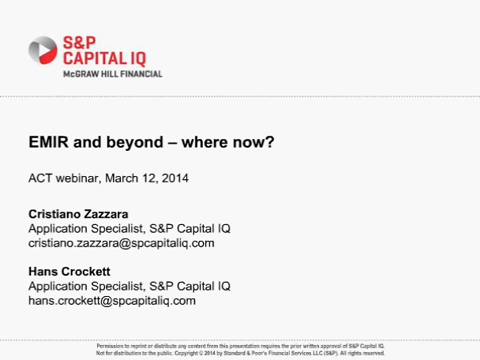 S&P
CAPITAL IQ
McGRAW HILL FINANCIAL
EMIR and beyond – where now?
ACT webinar, March 12, 2014
Cristiano Zazzara
Application Specialist, S&P Capital IQ
cristiano.zazzara@spcapitaliq.com
Hans Crockett
Application Specialist, S&P Capital IQ
hans.crockett@spcapitaliq.com
Permission to reprint or distribute any content from this presentation requires the prior written approval of S&P Capital IQ.
Not for distribution to the public. Copyright © 2014 by Standard & Poor's Financial Services LLC (S&P). All rights reserved.